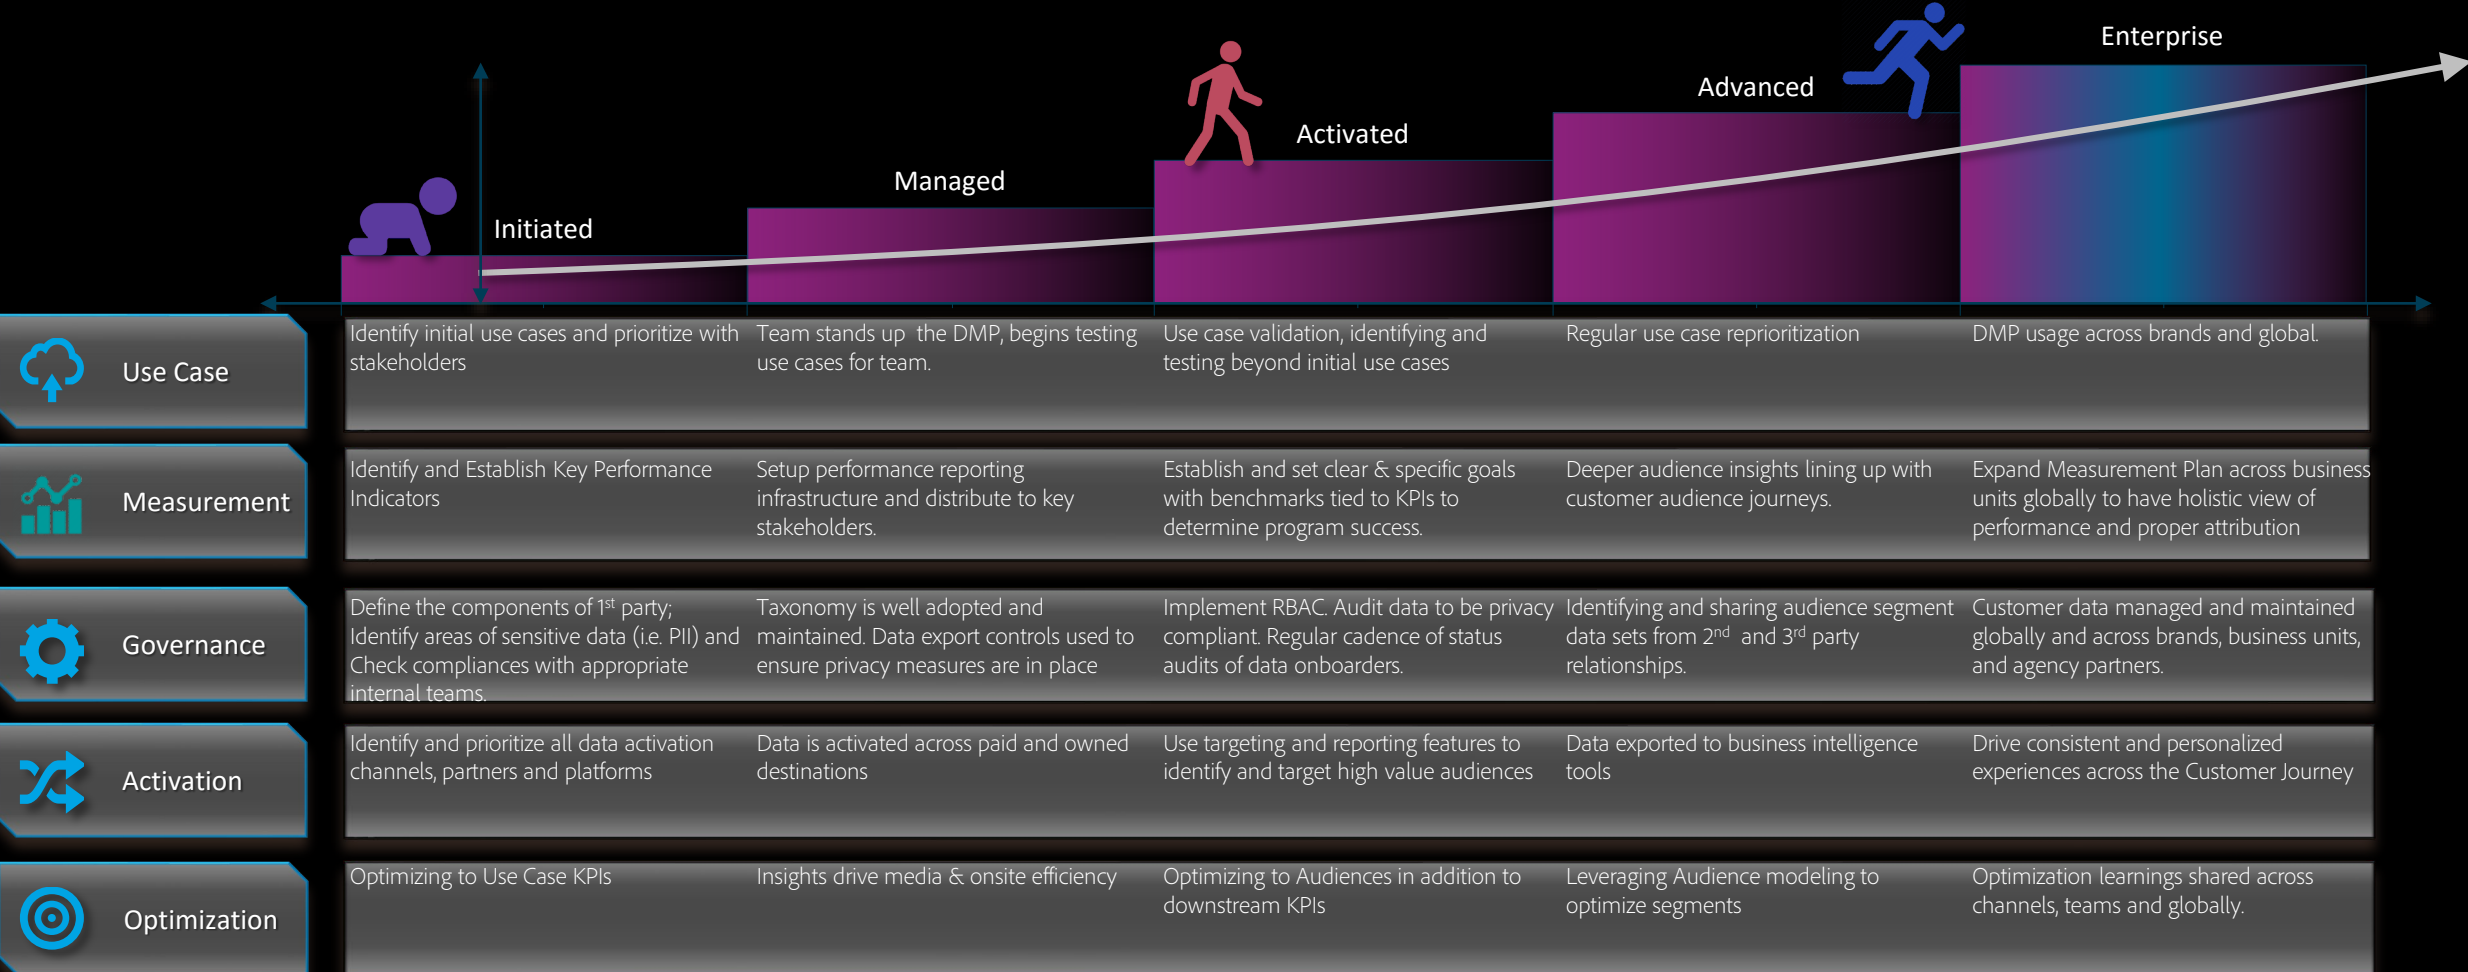 Enterprise
Advanced
Activated
Managed
Initiated
Use Case
Identify initial use cases and prioritize with
stakeholders
Team stands up the DMP, begins testing
use cases for team.
Use case validation, identifying and
testing beyond initial use cases
Regular use case reprioritization
DMP usage across brands and global.
Measurement
Identify and Establish Key Performance
Indicators
Setup performance reporting
infrastructure and distribute to key
stakeholders.
Establish and set clear & specific goals
with benchmarks tied to KPIs to
determine program success.
Deeper audience insights lining up with
customer audience journeys.
Expand Measurement Plan across business
units globally to have holistic view of
performance and proper attribution
Governance
Define the components of 1st party;
Identify areas of sensitive data (i.e. PII) and
Check compliances with appropriate
internal teams.
Taxonomy is well adopted and
maintained. Data export controls used to
ensure privacy measures are in place
Implement RBAC. Audit data to be privacy
compliant. Regular cadence of status
audits of data onboarders.
Identifying and sharing audience segment
data sets from 2nd and 3rd party
relationships.
Customer data managed and maintained
globally and across brands, business units,
and agency partners.
Activation
Identify and prioritize all data activation
channels, partners and platforms
Data is activated across paid and owned
destinations
Use targeting and reporting features to
identify and target high value audiences
Data exported to business intelligence
tools
Drive consistent and personalized
experiences across the Customer Journey
Optimization
Optimizing to Use Case KPIs
Insights drive media & onsite efficiency
Optimizing to Audiences in addition to
downstream KPIs
Leveraging Audience modeling to
optimize segments
Optimization learnings shared across
channels, teams and globally.